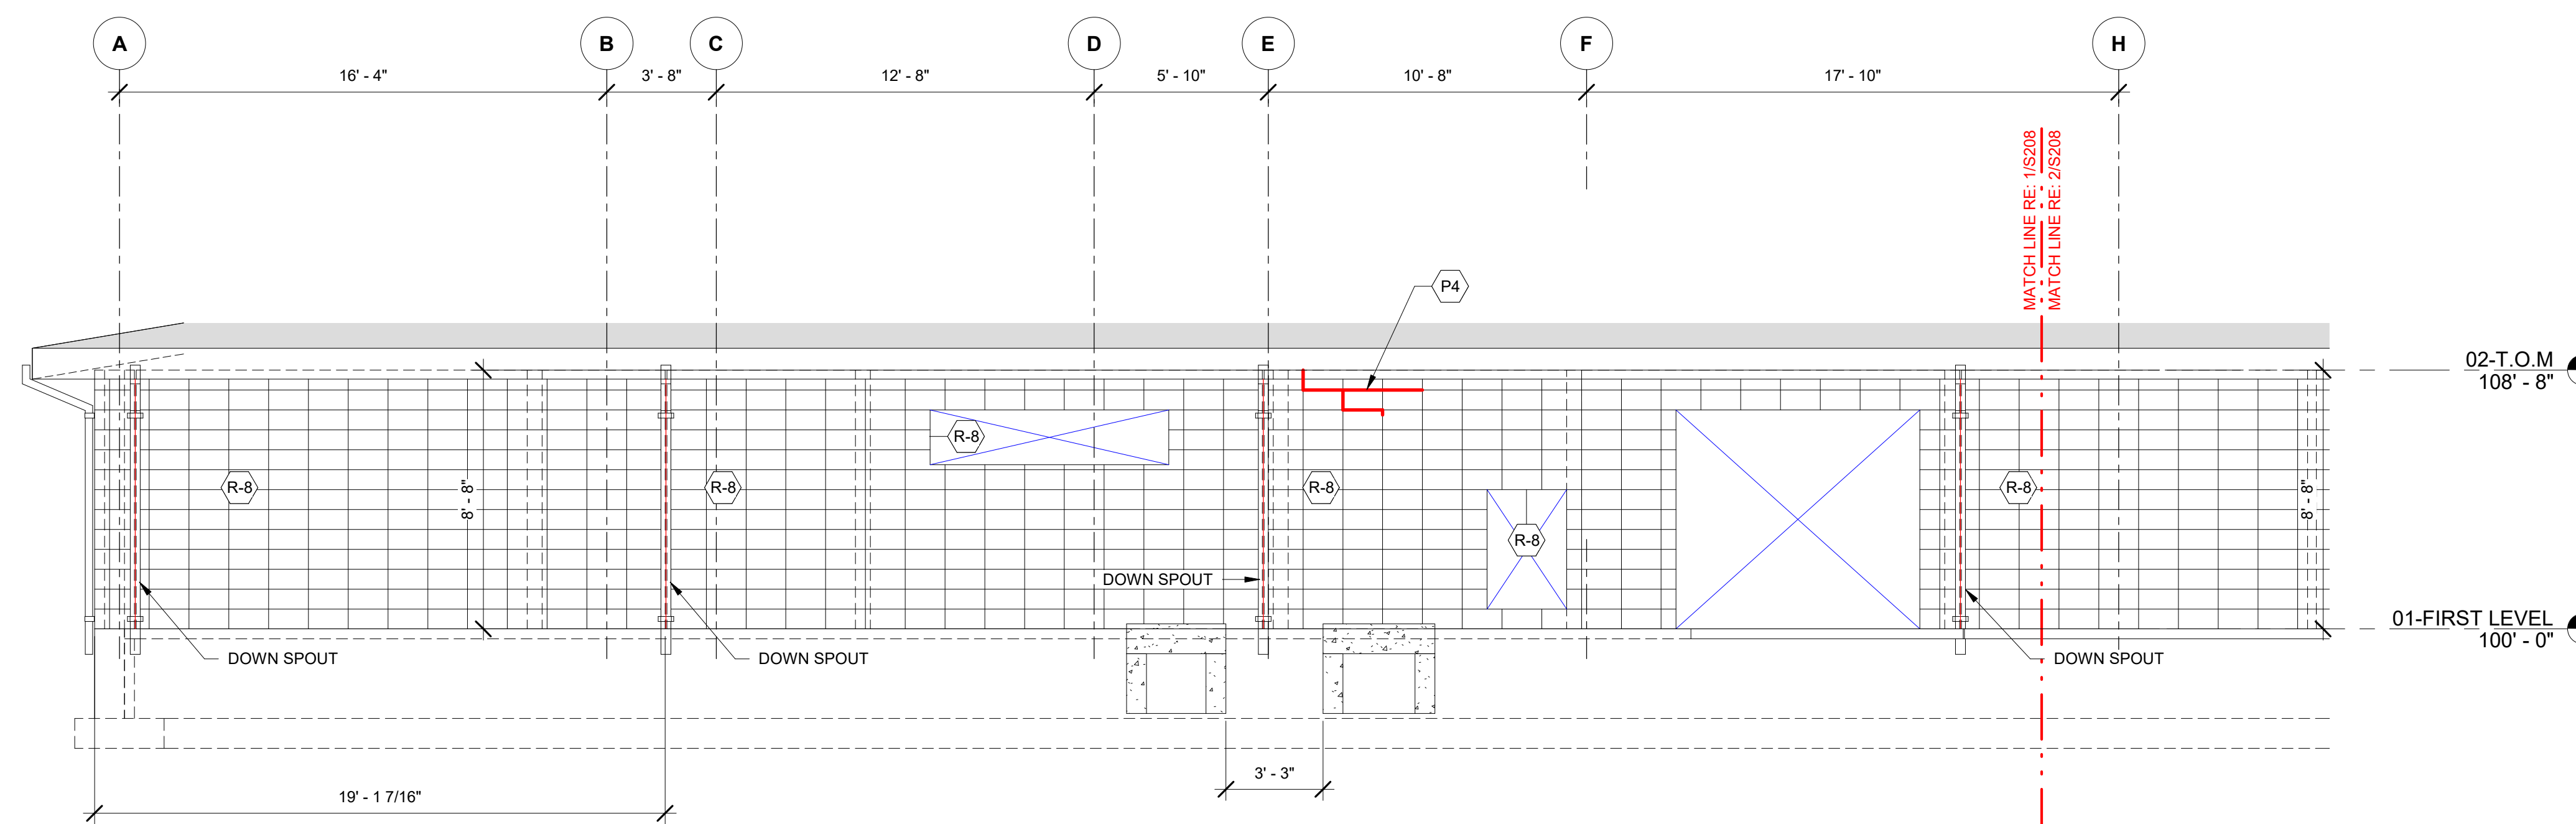 A B C D E F H
16' - 4" 3' - 8" 12' - 8" 5' - 10" 10' - 8" 17' - 10"
MATCH LINE RE: 1/S208
MATCH LINE RE: 2/S208
P4
02-T.O.M
108' - 8"
R-8
R-8 8' - 8" R-8 R-8 R-8 8' - 8"
R-8
DOWN SPOUT
01-FIRST LEVEL
100' - 0"
DOWN SPOUT DOWN SPOUT DOWN SPOUT
3' - 3"
19' - 1 7/16"